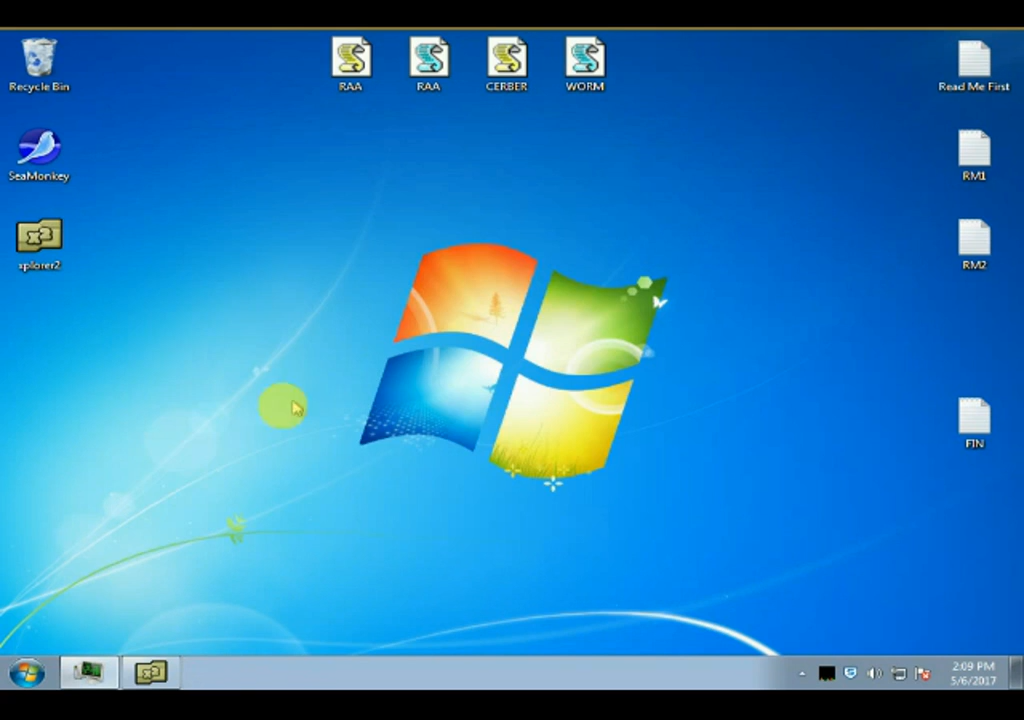 Recycle Bin
RAA
RAA
CERBER
WORM
Read Me First
SeaMonkey
RM1
xplorer2
RM2
FIN
2:09 PM
5/6/2017